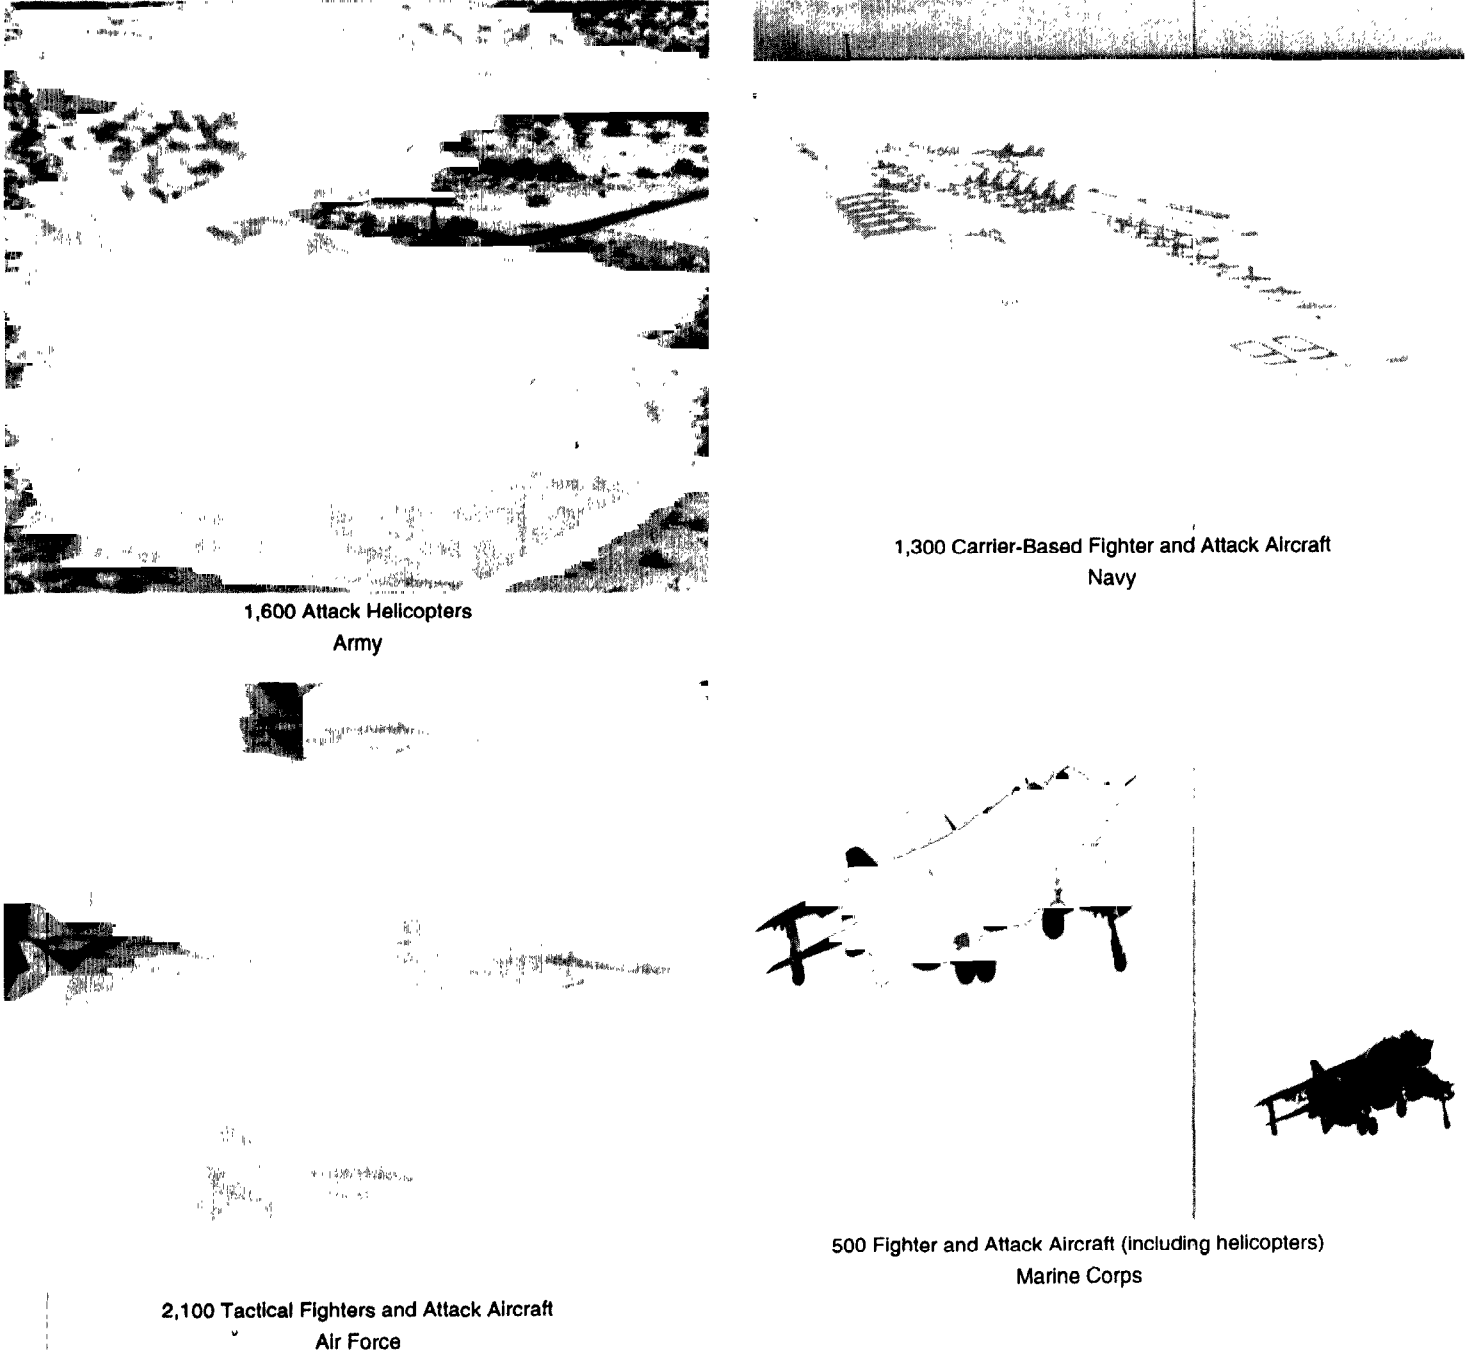 1,300 Carrier-Based Fighter and Attack Aircraft
Navy
1,600 Attack Helicopters
Army
500 Fighter and Attack Aircraft (including helicopters)
Marine Corps
2,100 Tactical Fighters and Attack Aircraft
Air Force